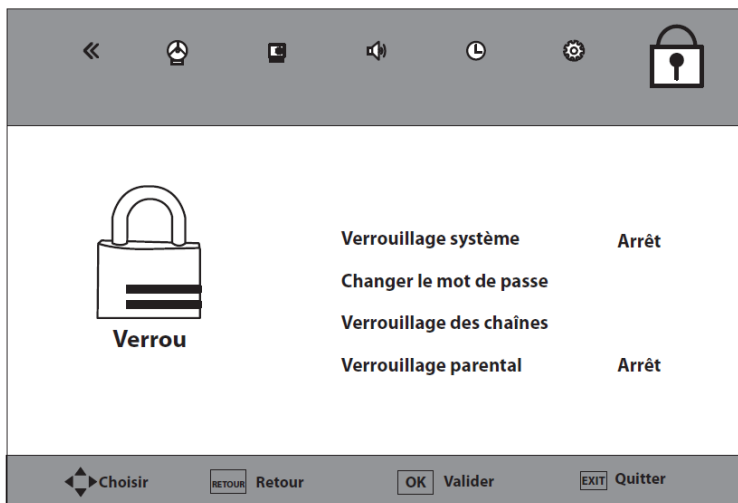 Verrouillage système Arrêt
Changer le mot de passe
Verrouillage des chaînes
Verrouillage parental Arrêt
Verrou
Choisir RETOUR Retour OK Valider EXIT Quitter